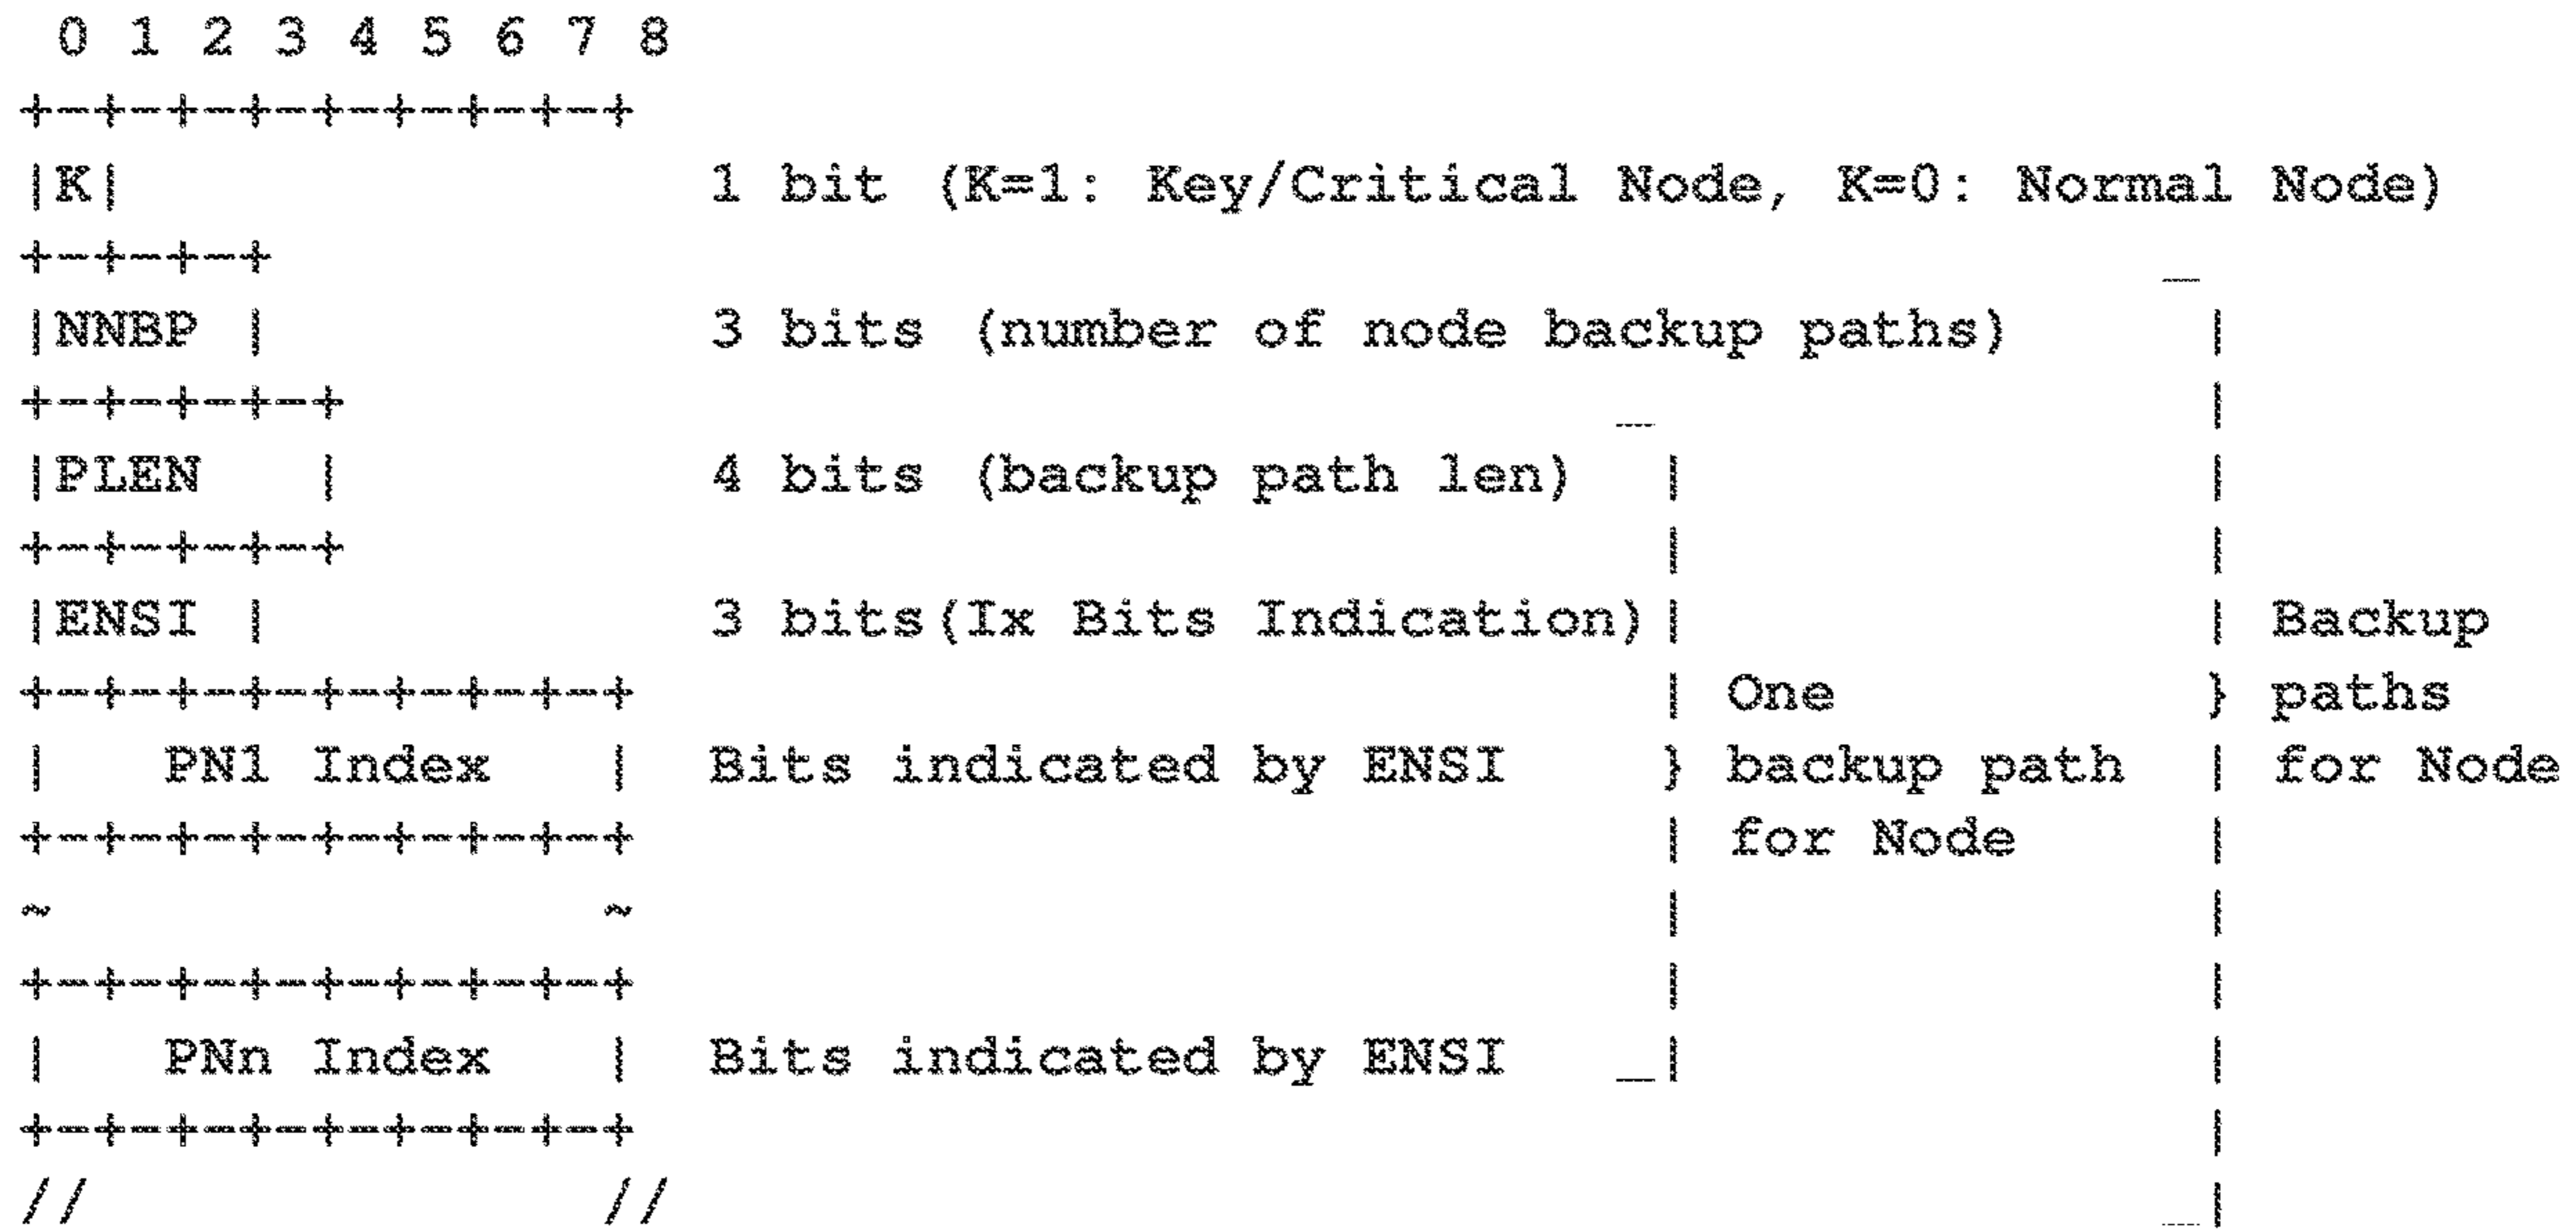 0 1 2 3 4 5 6 7 8
+-+-+-+-+-+-+-+-+
|K|                1 bit (K=1: Key/Critical Node, K=0: Normal Node)
+-+-+-+                                                    _
|NNBP |            3 bits (number of node backup paths)     |
+-+-+-+-+                                   _               |
|PLEN   |          4 bits (backup path len)  |              |
+-+-+-+-+                                    |              |
|ENSI |            3 bits(Ix Bits Indication)|              | Backup
+-+-+-+-+-+-+-+-+                            | One          } paths
|   PN1 Index   |  Bits indicated by ENSI    } backup path  | for Node
+-+-+-+-+-+-+-+-+                            | for Node     |
~               ~                            |              |
+-+-+-+-+-+-+-+-+                            |              |
|   PNn Index   |  Bits indicated by ENSI   _|              |
+-+-+-+-+-+-+-+-+                                           |
//              //                                         _|